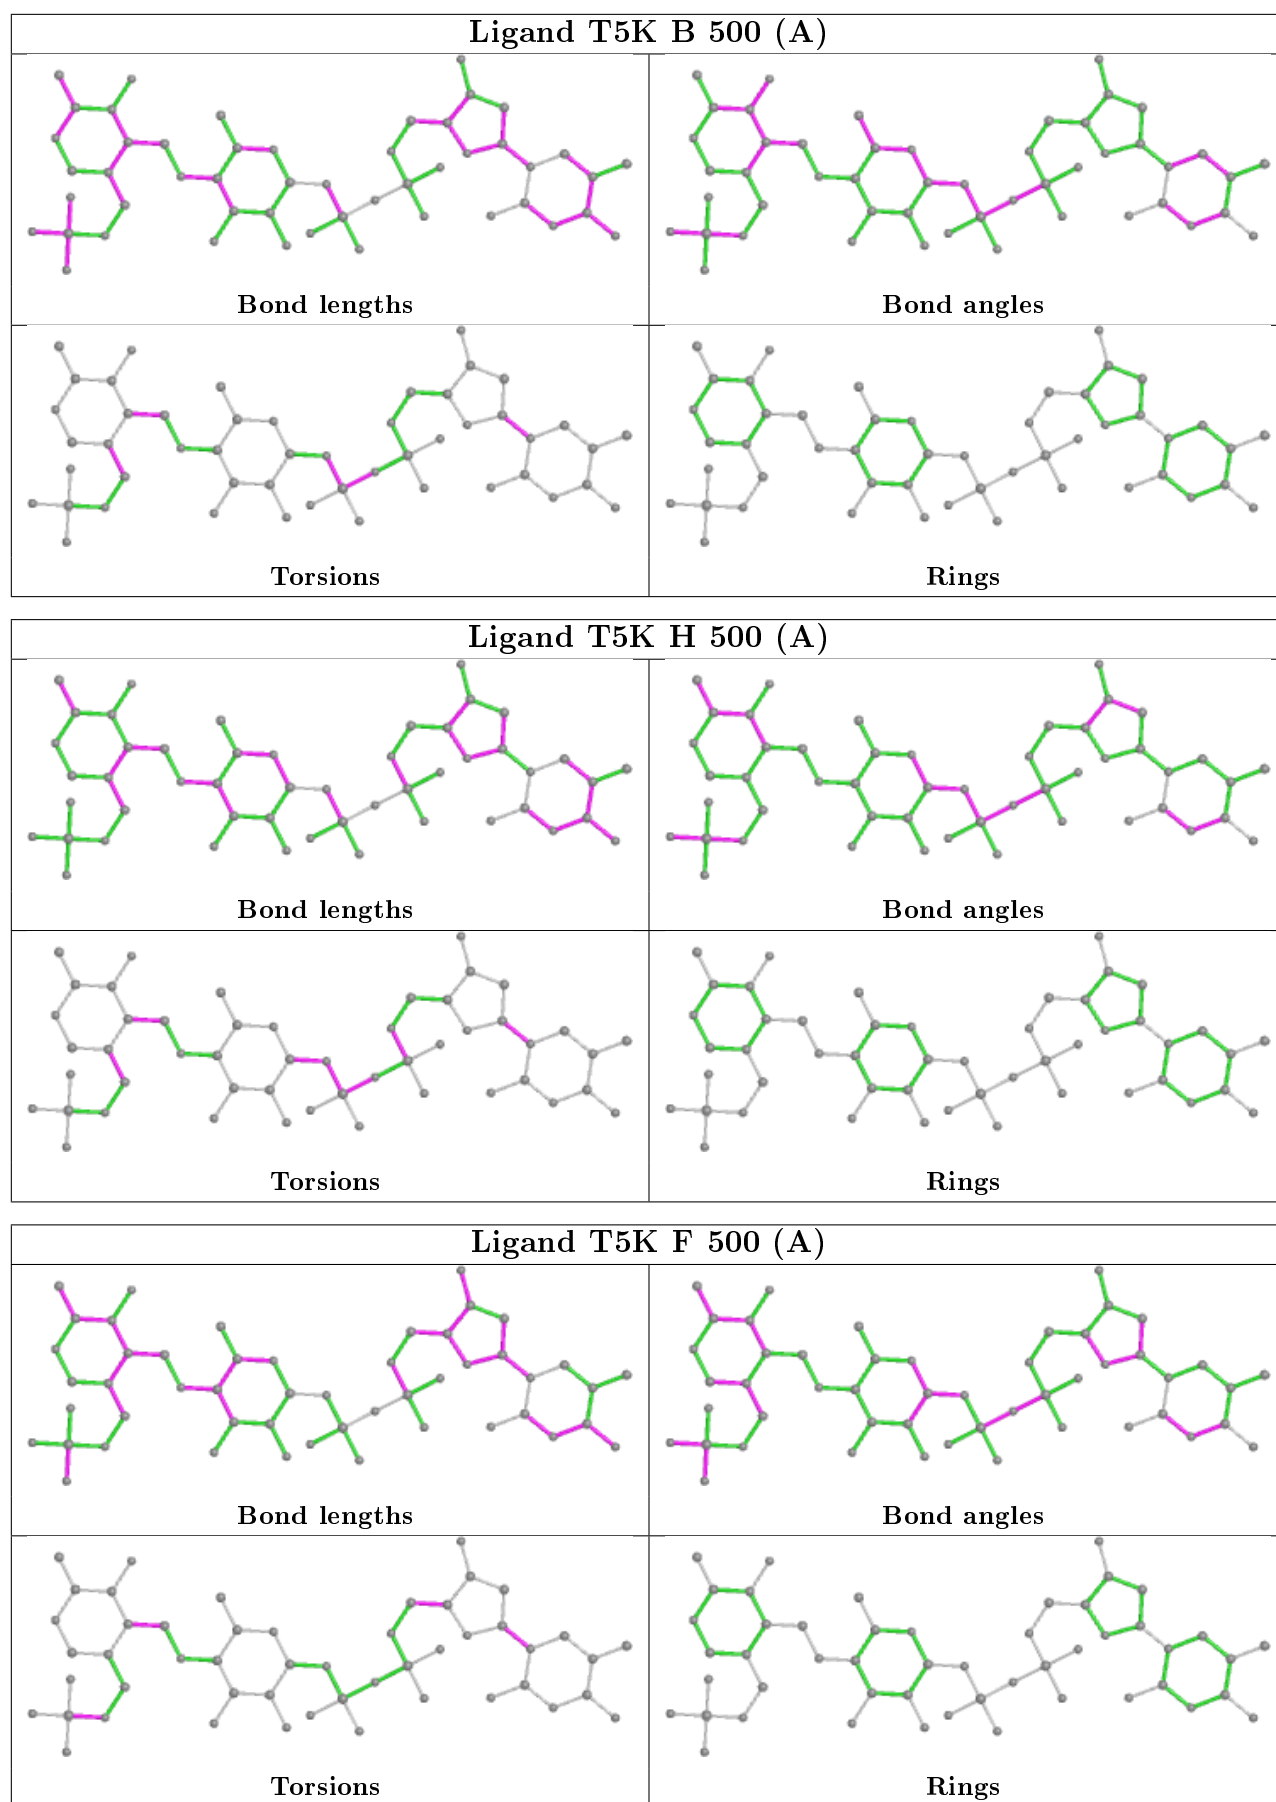 Ligand T5K B 500 (A)
Bond lengths
Bond angles
Torsions
Rings
Ligand T5K H 500 (A)
Bond lengths
Bond angles
Torsions
Rings
Ligand T5K F 500 (A)
Bond lengths
Bond angles
Torsions
Rings